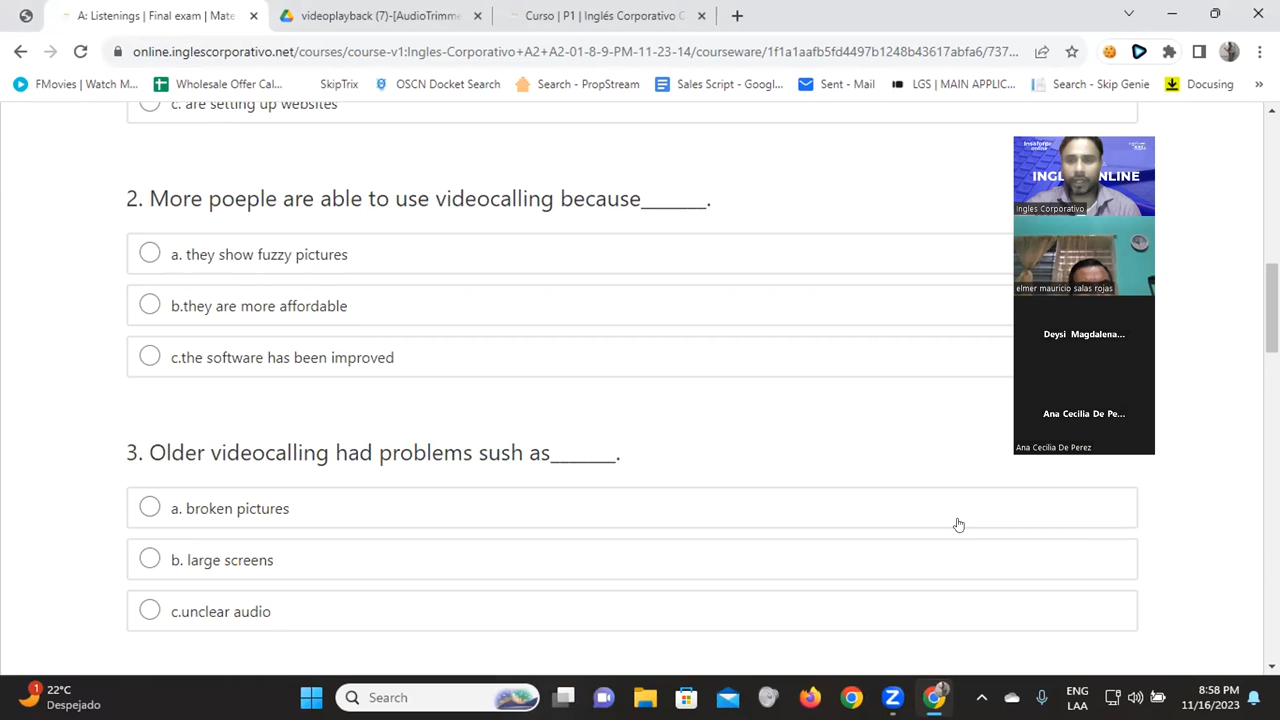 A: Listenings | Final exam | Mate
videoplayback (7)-[AudioTrimme
Curso | P1 | Inglés Corporativo C
online.inglescorporativo.net/courses/course-v1:Ingles-Corporativo+A2+A2-01-8-9-PM-11-23-14/courseware/1f1a1aafb5fd4497b1248b43617abfa6/737...
FMovies | Watch M...
Wholesale Offer Cal...
SkipTrix
OSCN Docket Search
Search - PropStream
Sales Script - Googl...
Sent - Mail
LGS | MAIN APPLIC...
Search - Skip Genie
Docusing
»
c. are setting up websites
2. More poeple are able to use videocalling because______.
a. they show fuzzy pictures
b.they are more affordable
c.the software has been improved
3. Older videocalling had problems sush as______.
a. broken pictures
b. large screens
c.unclear audio
INGL NLINE
Ingles Corporativo
elmer mauricio salas rojas
Deysi Magdalena...
Ana Cecilia De Pe...
Ana Cecilia De Perez
1
22°C
Despejado
Search
ENG
LAA
8:58 PM
11/16/2023